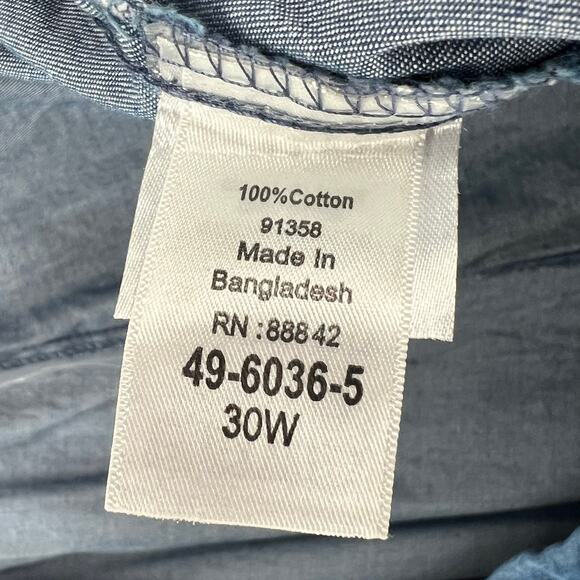 100%Cotton
91358
Made In
Bangladesh
RN :88842
49-6036-5
30W